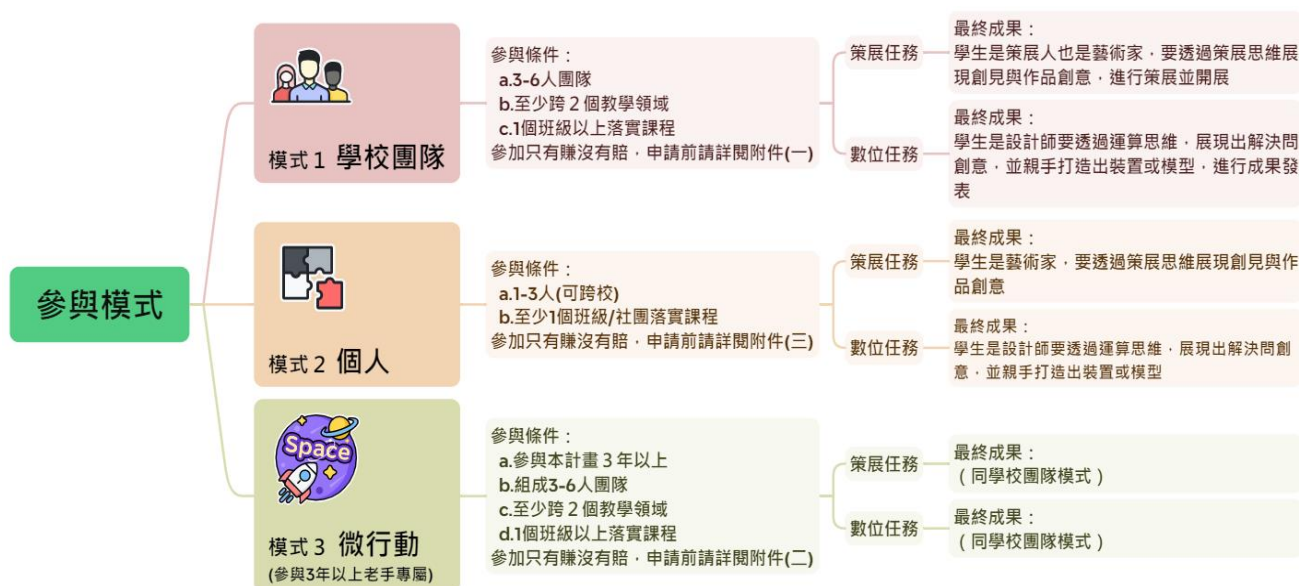 參與模式
模式 1 學校團隊
參與條件：
a.3-6人團隊
b.至少跨 2 個教學領域
c.1個班級以上落實課程
參加只有賺沒有賠，申請前請詳閱附件(一)
策展任務
最終成果：
學生是策展人也是藝術家，要透過策展思維展
現創見與作品創意，進行策展並開展
數位任務
最終成果：
學生是設計師要透過運算思維，展現出解決問
創意，並親手打造出裝置或模型，進行成果發
表
模式 2 個人
參與條件：
a.1-3人(可跨校)
b.至少1個班級/社團落實課程
參加只有賺沒有賠，申請前請詳閱附件(三)
策展任務
最終成果：
學生是藝術家，要透過策展思維展現創見與作
品創意
數位任務
最終成果：
學生是設計師要透過運算思維，展現出解決問創
意，並親手打造出裝置或模型
Space
模式 3 微行動
(參與3年以上老手專屬)
參與條件：
a.參與本計畫 3 年以上
b.組成3-6人團隊
c.至少跨 2 個教學領域
d.1個班級以上落實課程
參加只有賺沒有賠，申請前請詳閱附件(二)
策展任務
最終成果：
（同學校團隊模式）
數位任務
最終成果：
（同學校團隊模式）